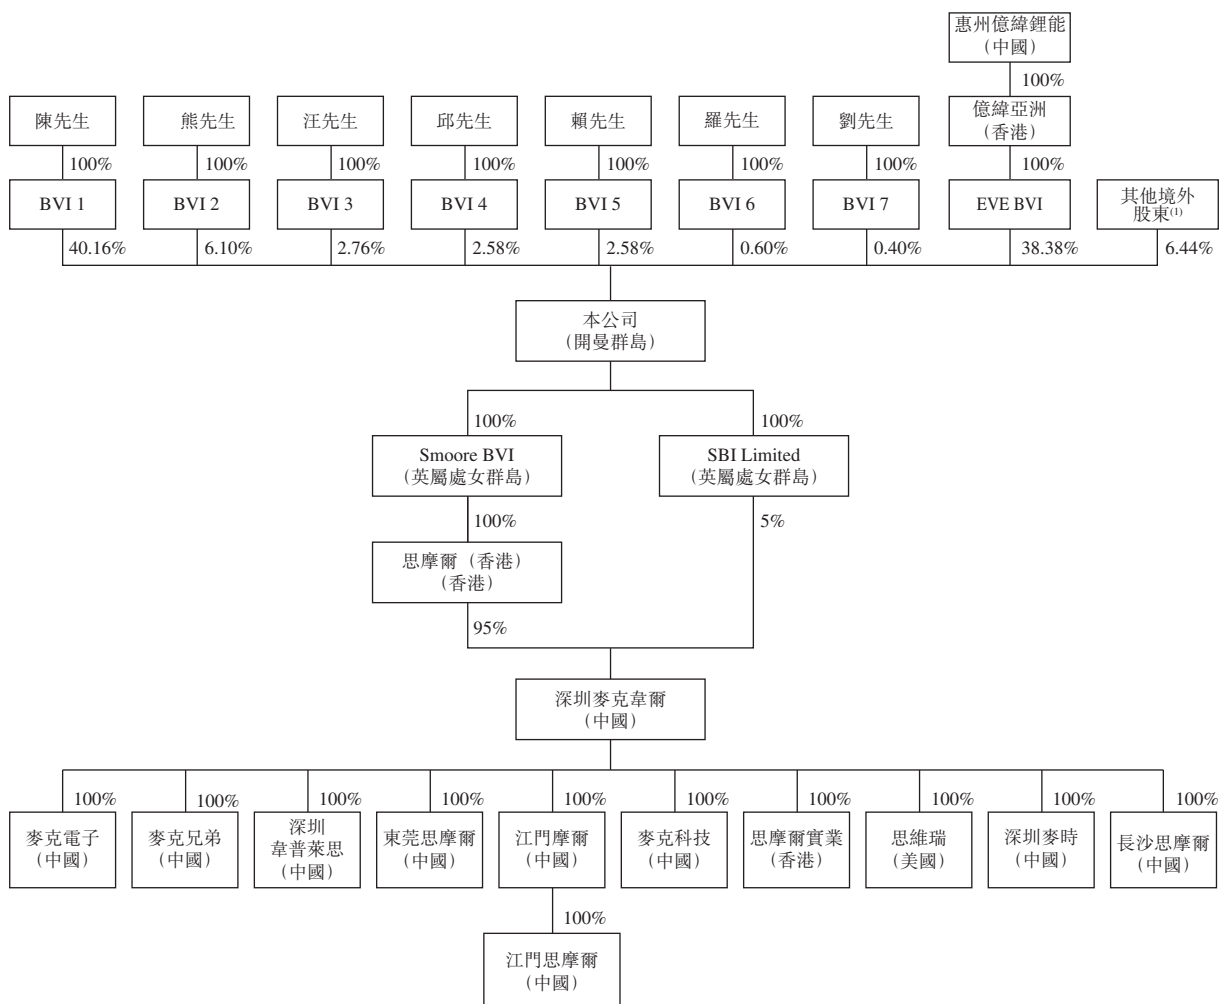 惠州億緯鋰能
（中國）
100%
陳先生
熊先生
汪先生
邱先生
賴先生
羅先生
劉先生
億緯亞洲
（香港）
100%
100%
100%
100%
100%
100%
100%
100%
BVI 1
BVI 2
BVI 3
BVI 4
BVI 5
BVI 6
BVI 7
EVE BVI
其他境外
股東(1)
40.16%
6.10%
2.76%
2.58%
2.58%
0.60%
0.40%
38.38%
6.44%
本公司
（開曼群島）
100%
100%
Smoore BVI
（英屬處女群島）
SBI Limited
（英屬處女群島）
100%
5%
思摩爾（香港）
（香港）
95%
深圳麥克韋爾
（中國）
100%
100%
100%
100%
100%
100%
100%
100%
100%
100%
麥克電子
（中國）
麥克兄弟
（中國）
深圳
韋普萊思
（中國）
東莞思摩爾
（中國）
江門摩爾
（中國）
麥克科技
（中國）
思摩爾實業
（香港）
思維瑞
（美國）
深圳麥時
（中國）
長沙思摩爾
（中國）
100%
江門思摩爾
（中國）